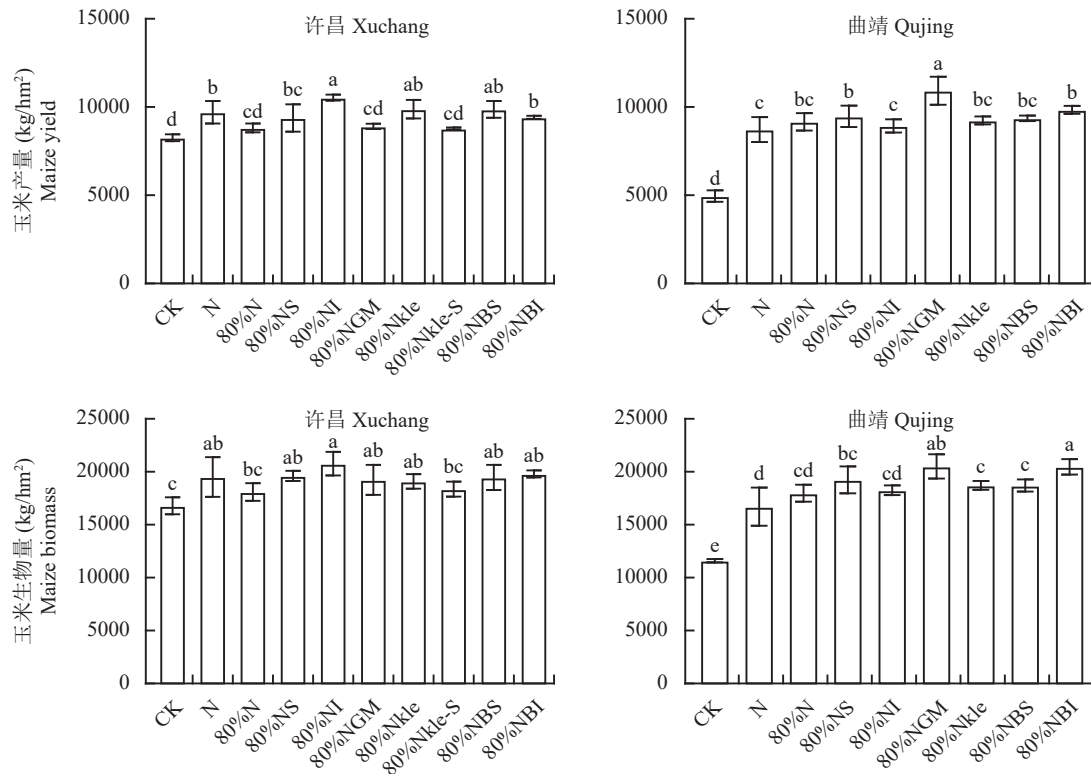 许昌 Xuchang
玉米产量 (kg/hm²)
Maize yield
15000
10000
5000
0
d
b
cd
bc
a
cd
ab
cd
ab
b
CK
N
80%N
80%NS
80%NI
80%NGM
80%Nkle
80%Nkle-S
80%NBS
80%NBI
曲靖 Qujing
15000
10000
5000
0
d
c
bc
b
c
a
bc
bc
b
CK
N
80%N
80%NS
80%NI
80%NGM
80%Nkle
80%NBS
80%NBI
许昌 Xuchang
玉米生物量 (kg/hm²)
Maize biomass
25000
20000
15000
10000
5000
0
c
ab
bc
ab
a
ab
ab
bc
ab
ab
CK
N
80%N
80%NS
80%NI
80%NGM
80%Nkle
80%Nkle-S
80%NBS
80%NBI
曲靖 Qujing
25000
20000
15000
10000
5000
0
e
d
cd
bc
cd
ab
c
c
a
CK
N
80%N
80%NS
80%NI
80%NGM
80%Nkle
80%NBS
80%NBI